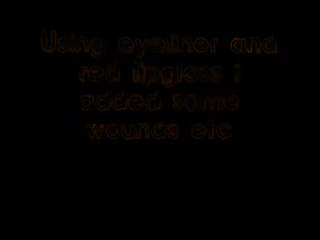 Using eyeliner and
red lipgloss i
added some
wounds etc